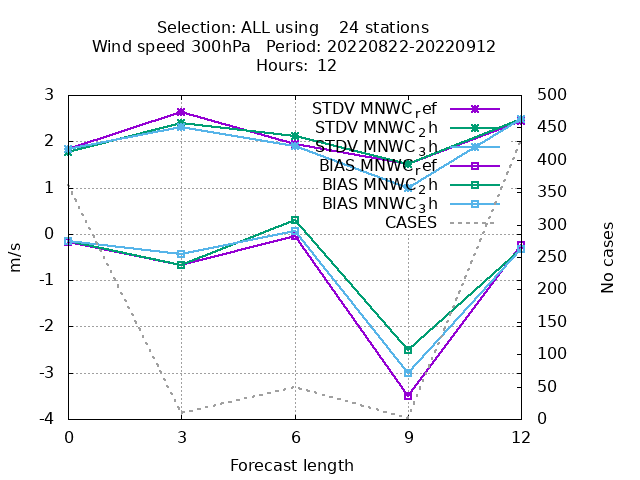 Selection: ALL using    24 stations
Wind speed 300hPa   Period: 20220822-20220912
Hours: 12
STDV MNWC_ref
STDV MNWC_2h
STDV MNWC_3h
BIAS MNWC_ref
BIAS MNWC_2h
BIAS MNWC_3h
CASES
3
2
1
0
-1
-2
-3
-4
m/s
500
450
400
350
300
250
200
150
100
50
0
No cases
0 3 6 9 12
Forecast length